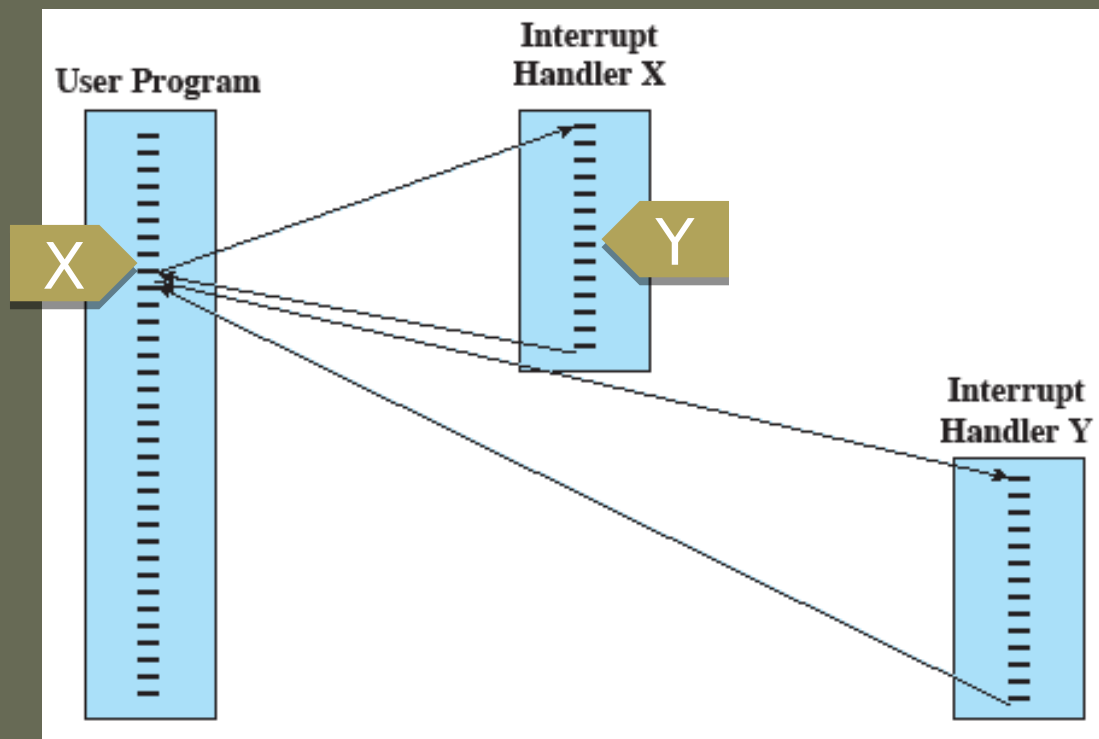 Interrupt
Handler X
User Program
X
Y
Interrupt
Handler Y